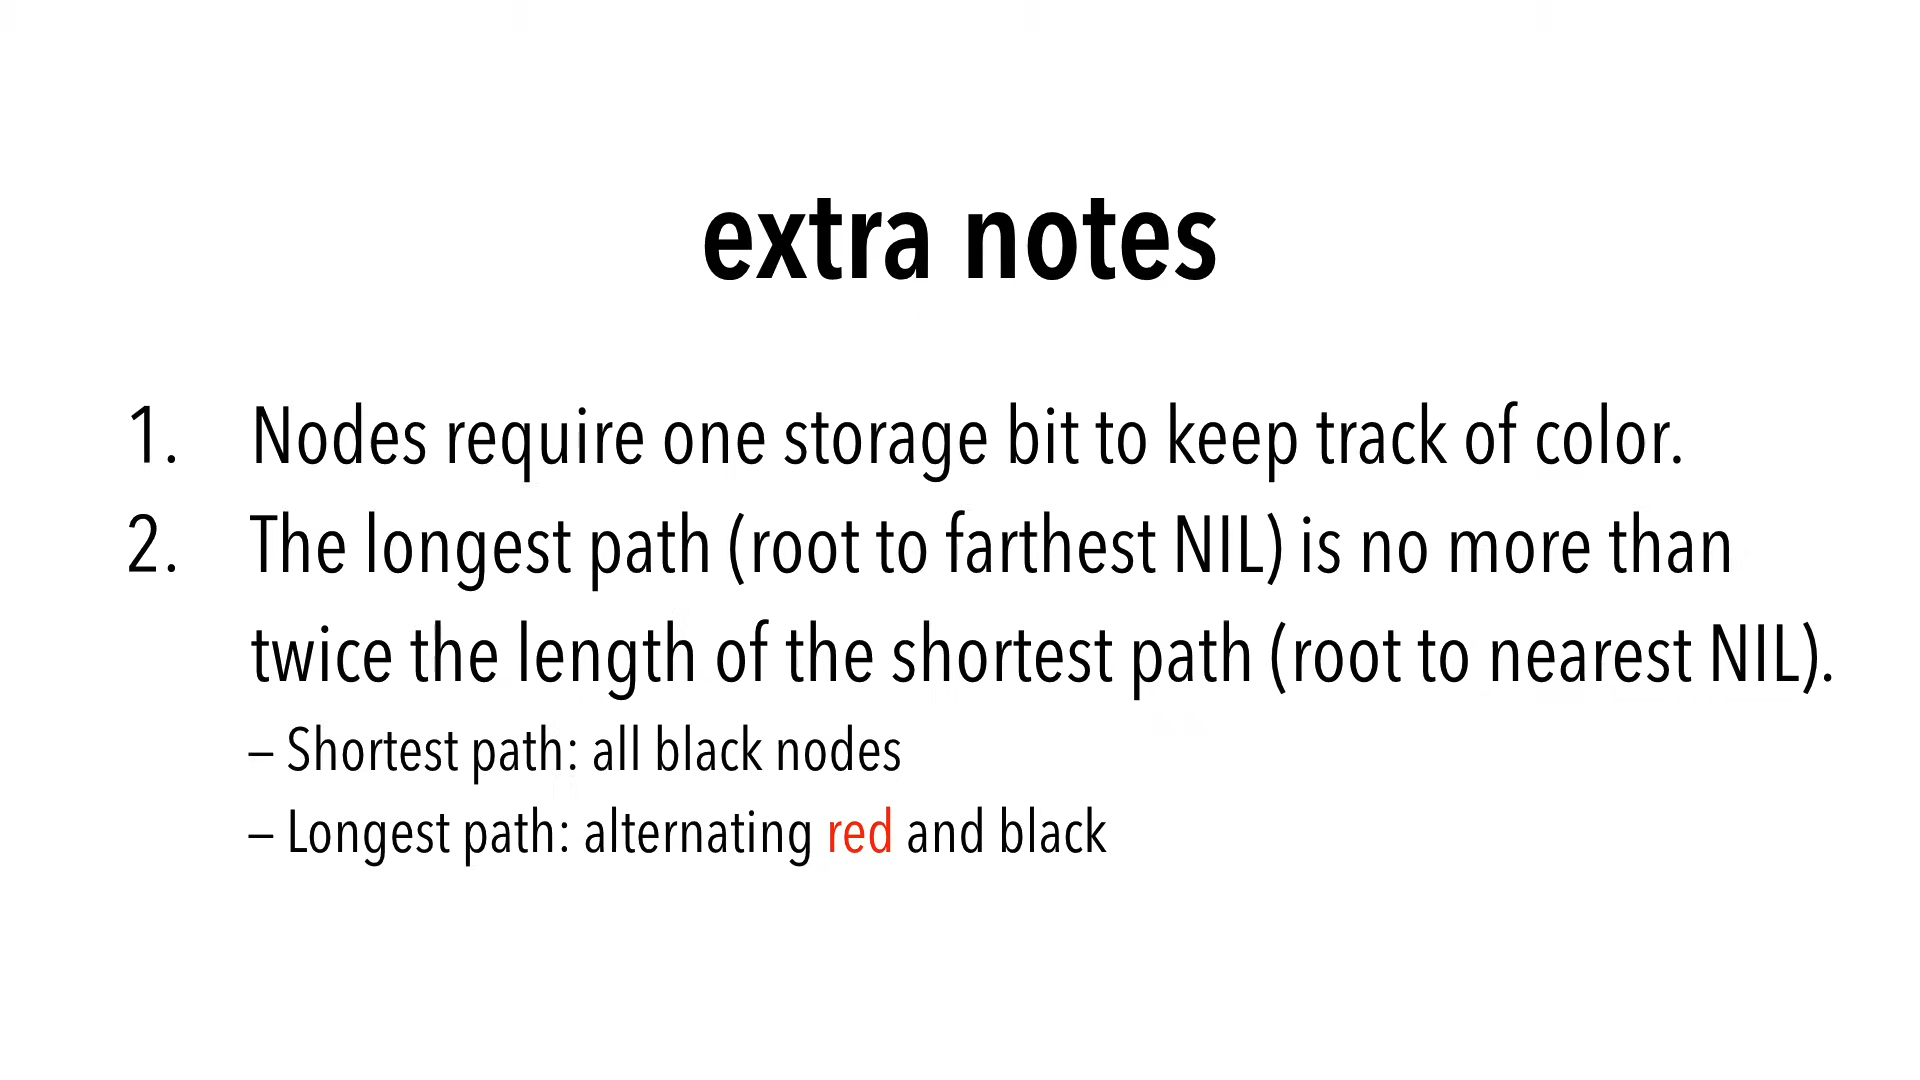 extra notes
1. Nodes require one storage bit to keep track of color.
2. The longest path (root to farthest NIL) is no more than
twice the length of the shortest path (root to nearest NIL).
– Shortest path: all black nodes
– Longest path: alternating red and black